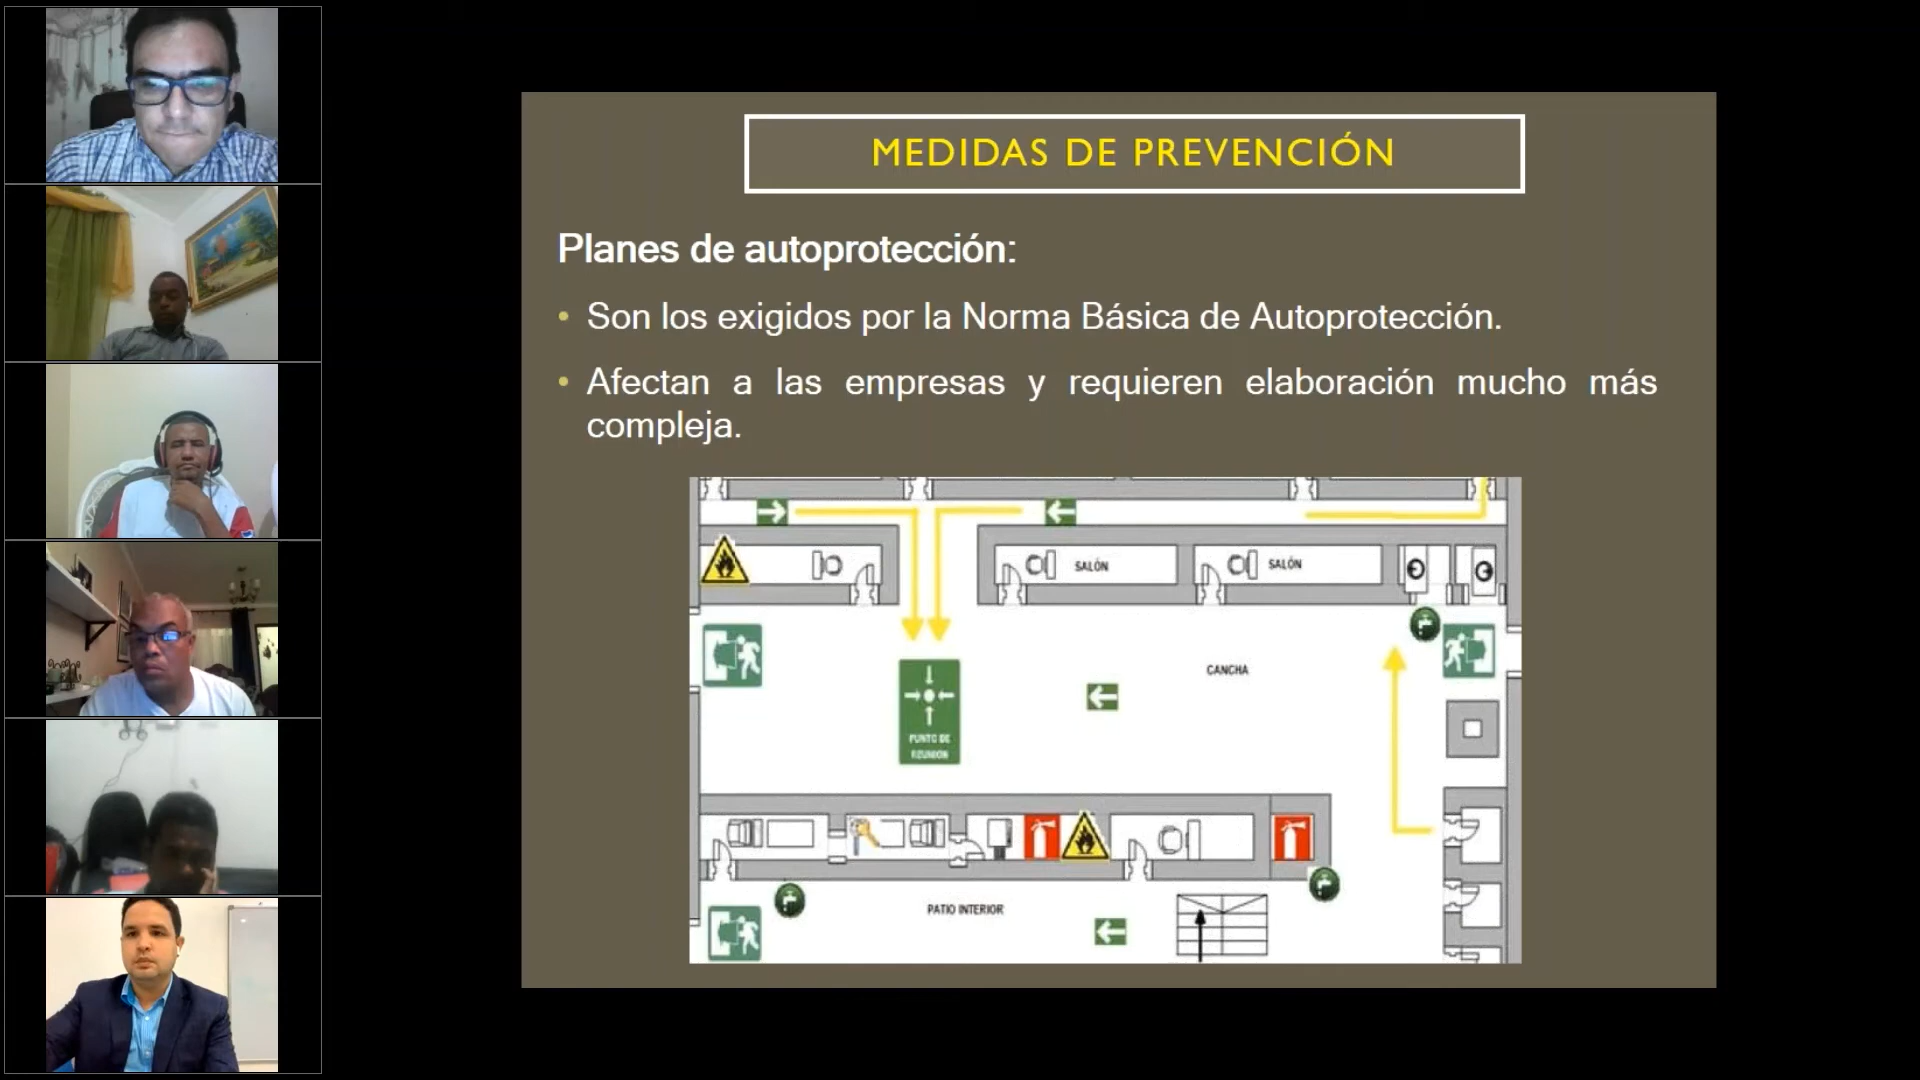 MEDIDAS DE PREVENCIÓN
Planes de autoprotección:
• Son los exigidos por la Norma Básica de Autoprotección.
• Afectan a las empresas y requieren elaboración mucho más
compleja.
SALÓN
SALÓN
CANCHA
PUNTO DE
REUNION
PATIO INTERIOR